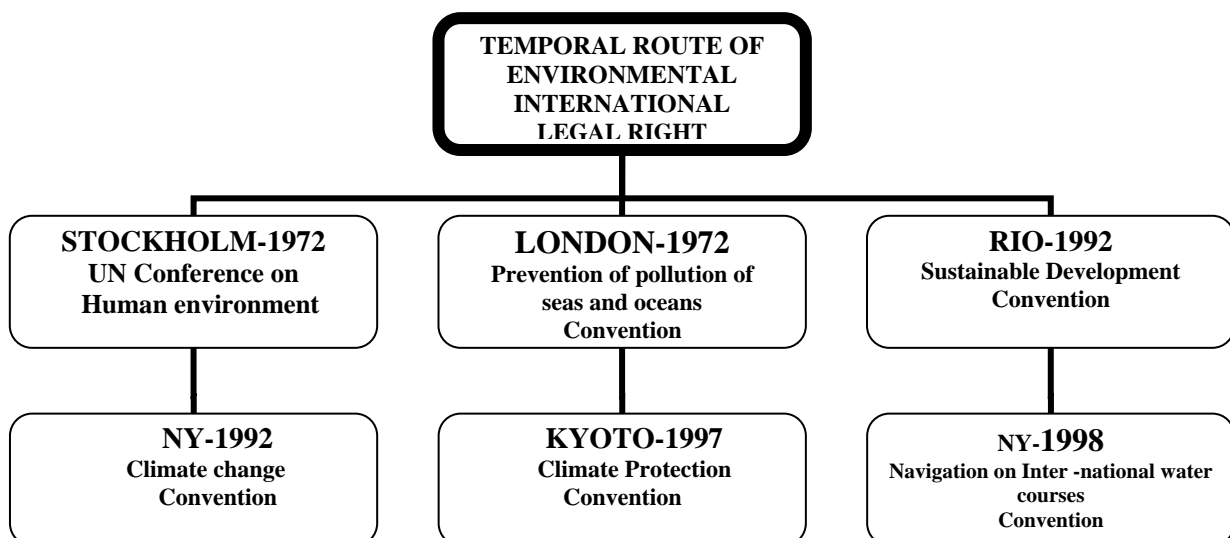 TEMPORAL ROUTE OF
ENVIRONMENTAL
INTERNATIONAL
LEGAL RIGHT
STOCKHOLM-1972
UN Conference on
Human environment
LONDON-1972
Prevention of pollution of
seas and oceans
Convention
RIO-1992
Sustainable Development
Convention
NY-1992
Climate change
Convention
KYOTO-1997
Climate Protection
Convention
NY-1998
Navigation on Inter -national water
courses
Convention